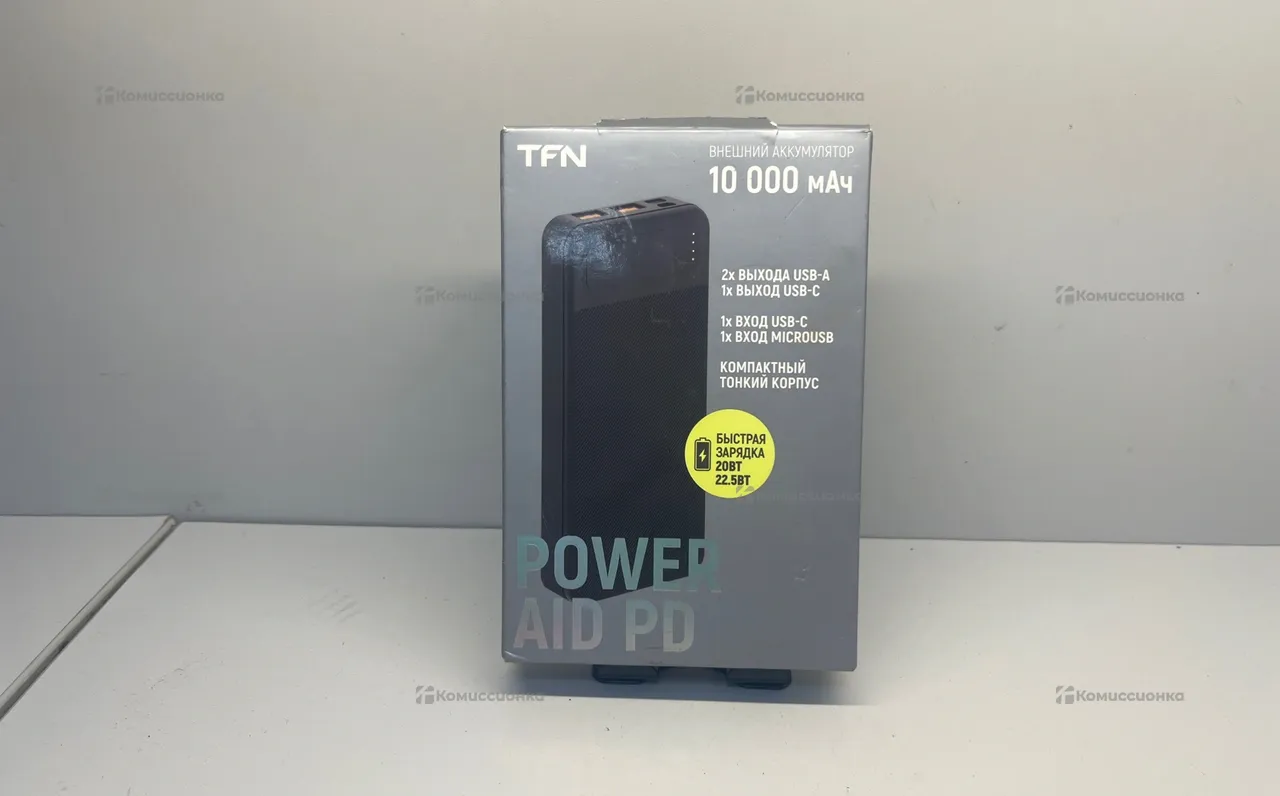 Комиссионка
Комиссионка
TFN
ВНЕШНИЙ АККУМУЛЯТОР
10 000 мАч
2x ВЫХОДА USB-A
1x ВЫХОД USB-C
Комиссионка
Комиссионка
1x ВХОД USB-C
1x ВХОД MICROUSB
КОМПАКТНЫЙ
ТОНКИЙ КОРПУС
БЫСТРАЯ
ЗАРЯДКА
20ВТ
22.5ВТ
Комиссионка
POWER
AID PD
Комиссионка
Комиссионка